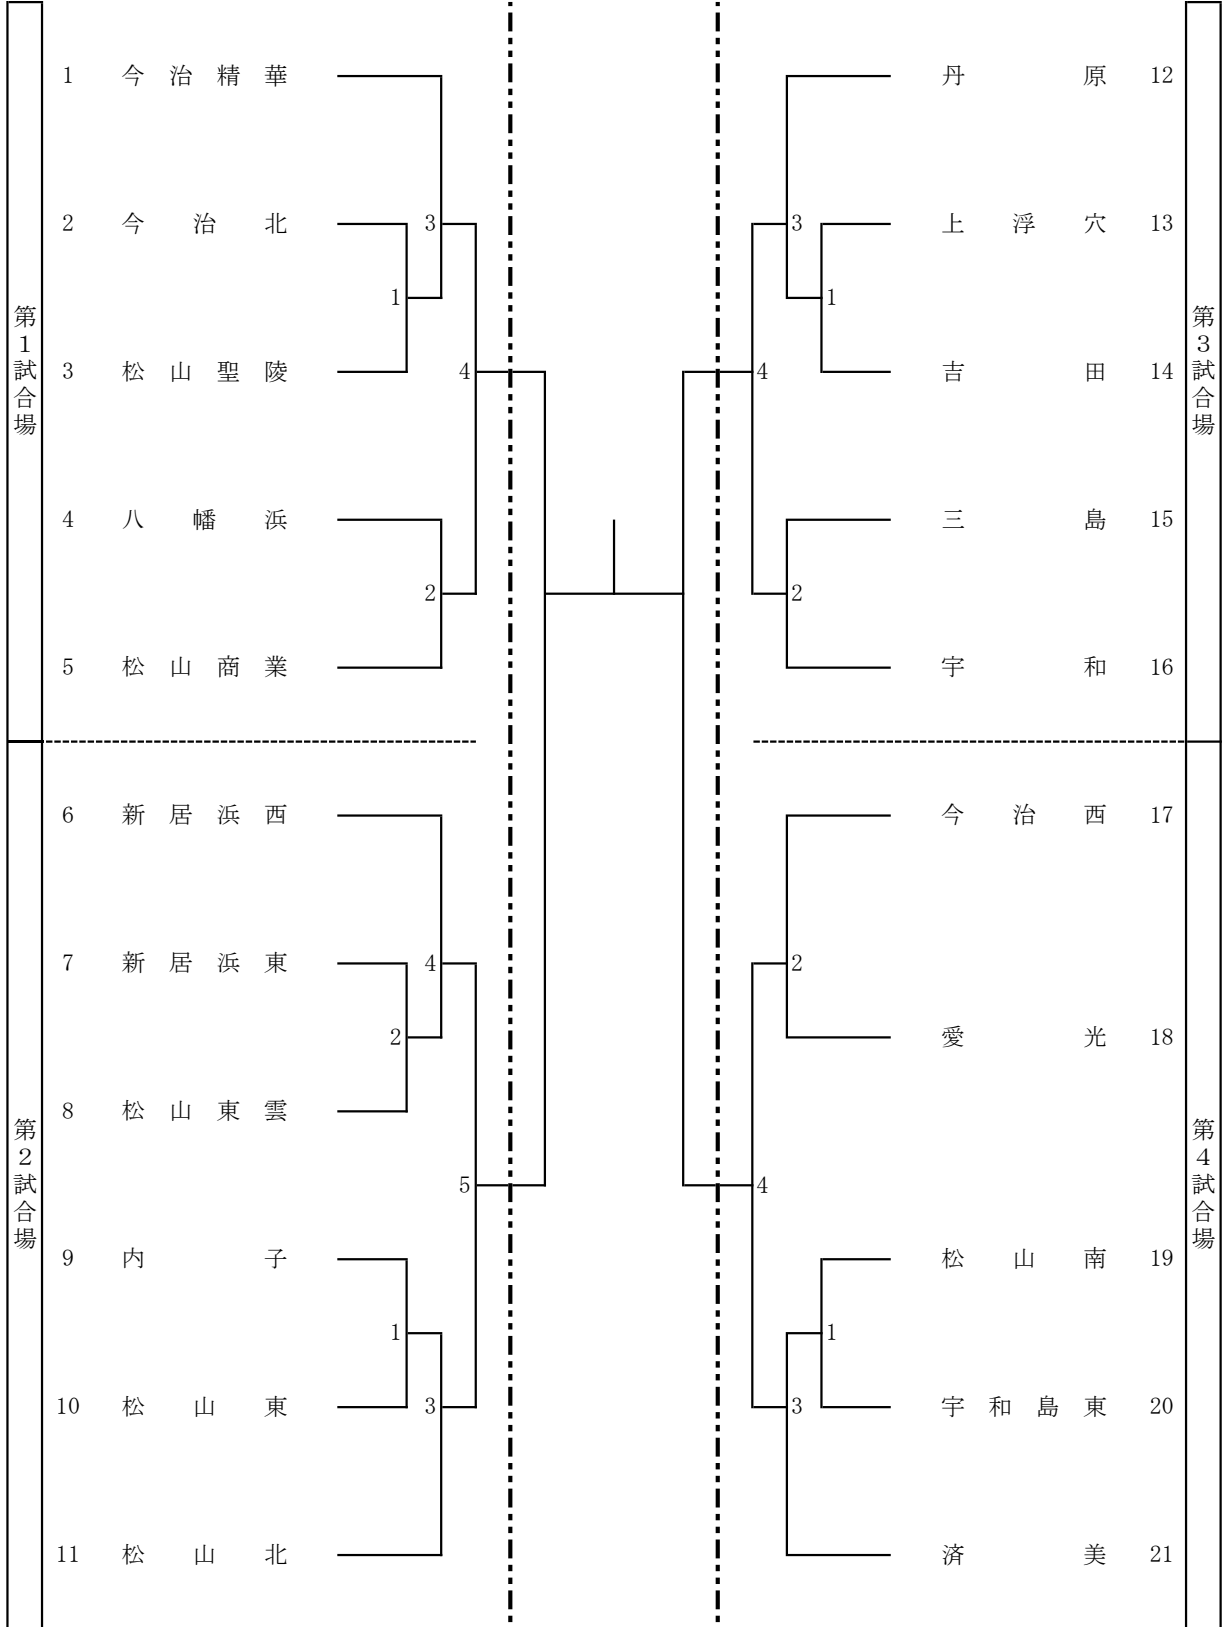 第1試合場
1 今治精華
2 今治北
3 松山聖陵
4 八幡浜
5 松山商業
3
1
4
2
第2試合場
6 新居浜西
7 新居浜東
8 松山東雲
9 内子
10 松山東
11 松山北
4
2
5
1
3
第3試合場
丹原 12
上浮穴 13
吉田 14
三島 15
宇和 16
3
1
4
2
第4試合場
今治西 17
愛光 18
松山南 19
宇和島東 20
済美 21
2
4
1
3